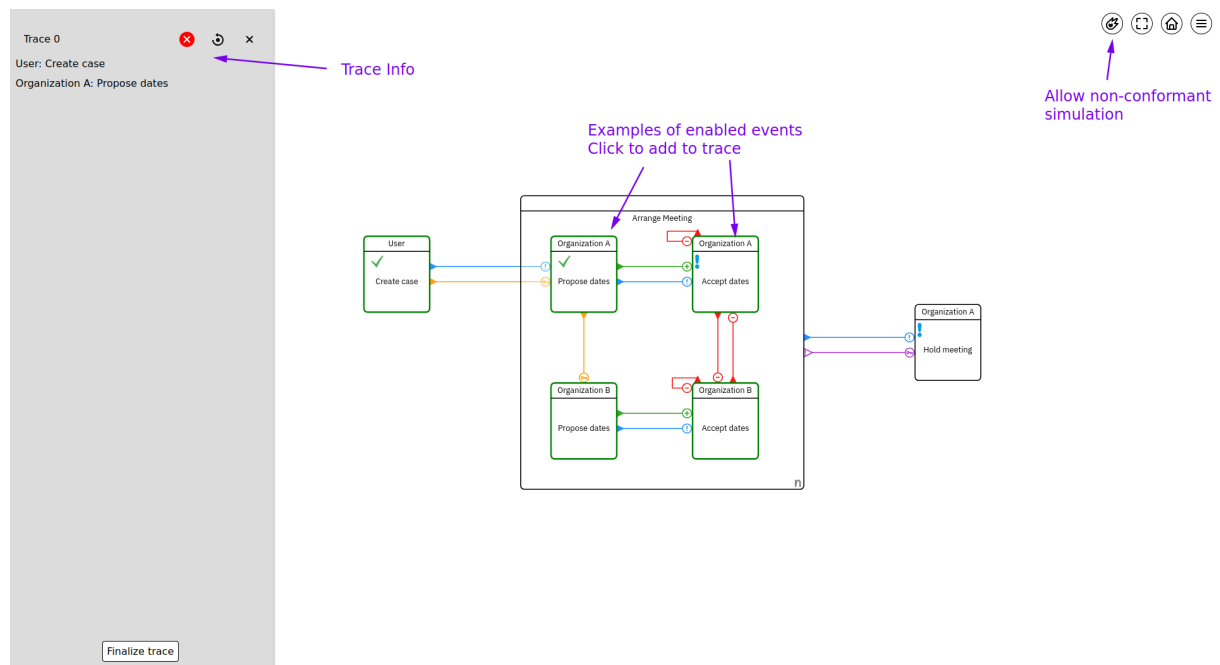 Trace 0
User: Create case
Organization A: Propose dates
Trace Info
Allow non-conformant
simulation
Examples of enabled events
Click to add to trace
Arrange Meeting
User
Create case
Organization A
Propose dates
Organization A
Accept dates
Organization B
Propose dates
Organization B
Accept dates
n
Organization A
Hold meeting
Finalize trace